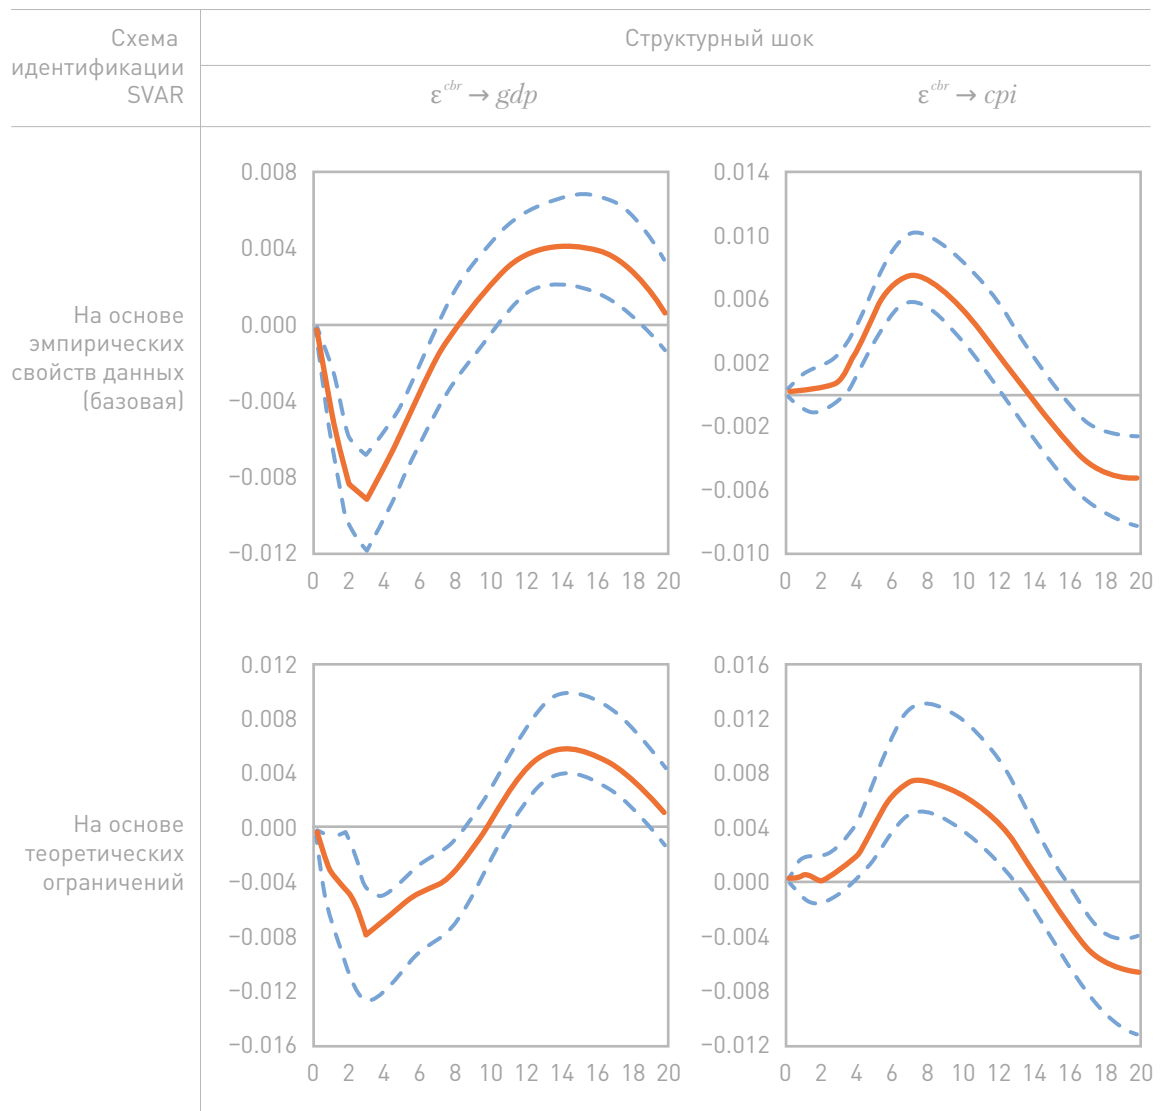 Схема
идентификации
SVAR
Структурный шок
ε^cbr → gdp
ε^cbr → cpi
На основе
эмпирических
свойств данных
(базовая)
0.008
0.004
0.000
−0.004
−0.008
−0.012
0 2 4 6 8 10 12 14 16 18 20
0.014
0.010
0.006
0.002
−0.002
−0.006
−0.010
0 2 4 6 8 10 12 14 16 18 20
На основе
теоретических
ограничений
0.012
0.008
0.004
0.000
−0.004
−0.008
−0.012
−0.016
0 2 4 6 8 10 12 14 16 18 20
0.016
0.012
0.008
0.004
0.000
−0.004
−0.008
−0.012
0 2 4 6 8 10 12 14 16 18 20